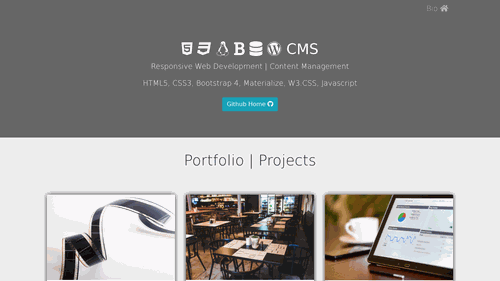 Bio
CMS
Responsive Web Development | Content Management
HTML5, CSS3, Bootstrap 4, Materialize, W3.CSS, Javascript
Github Home
Portfolio | Projects